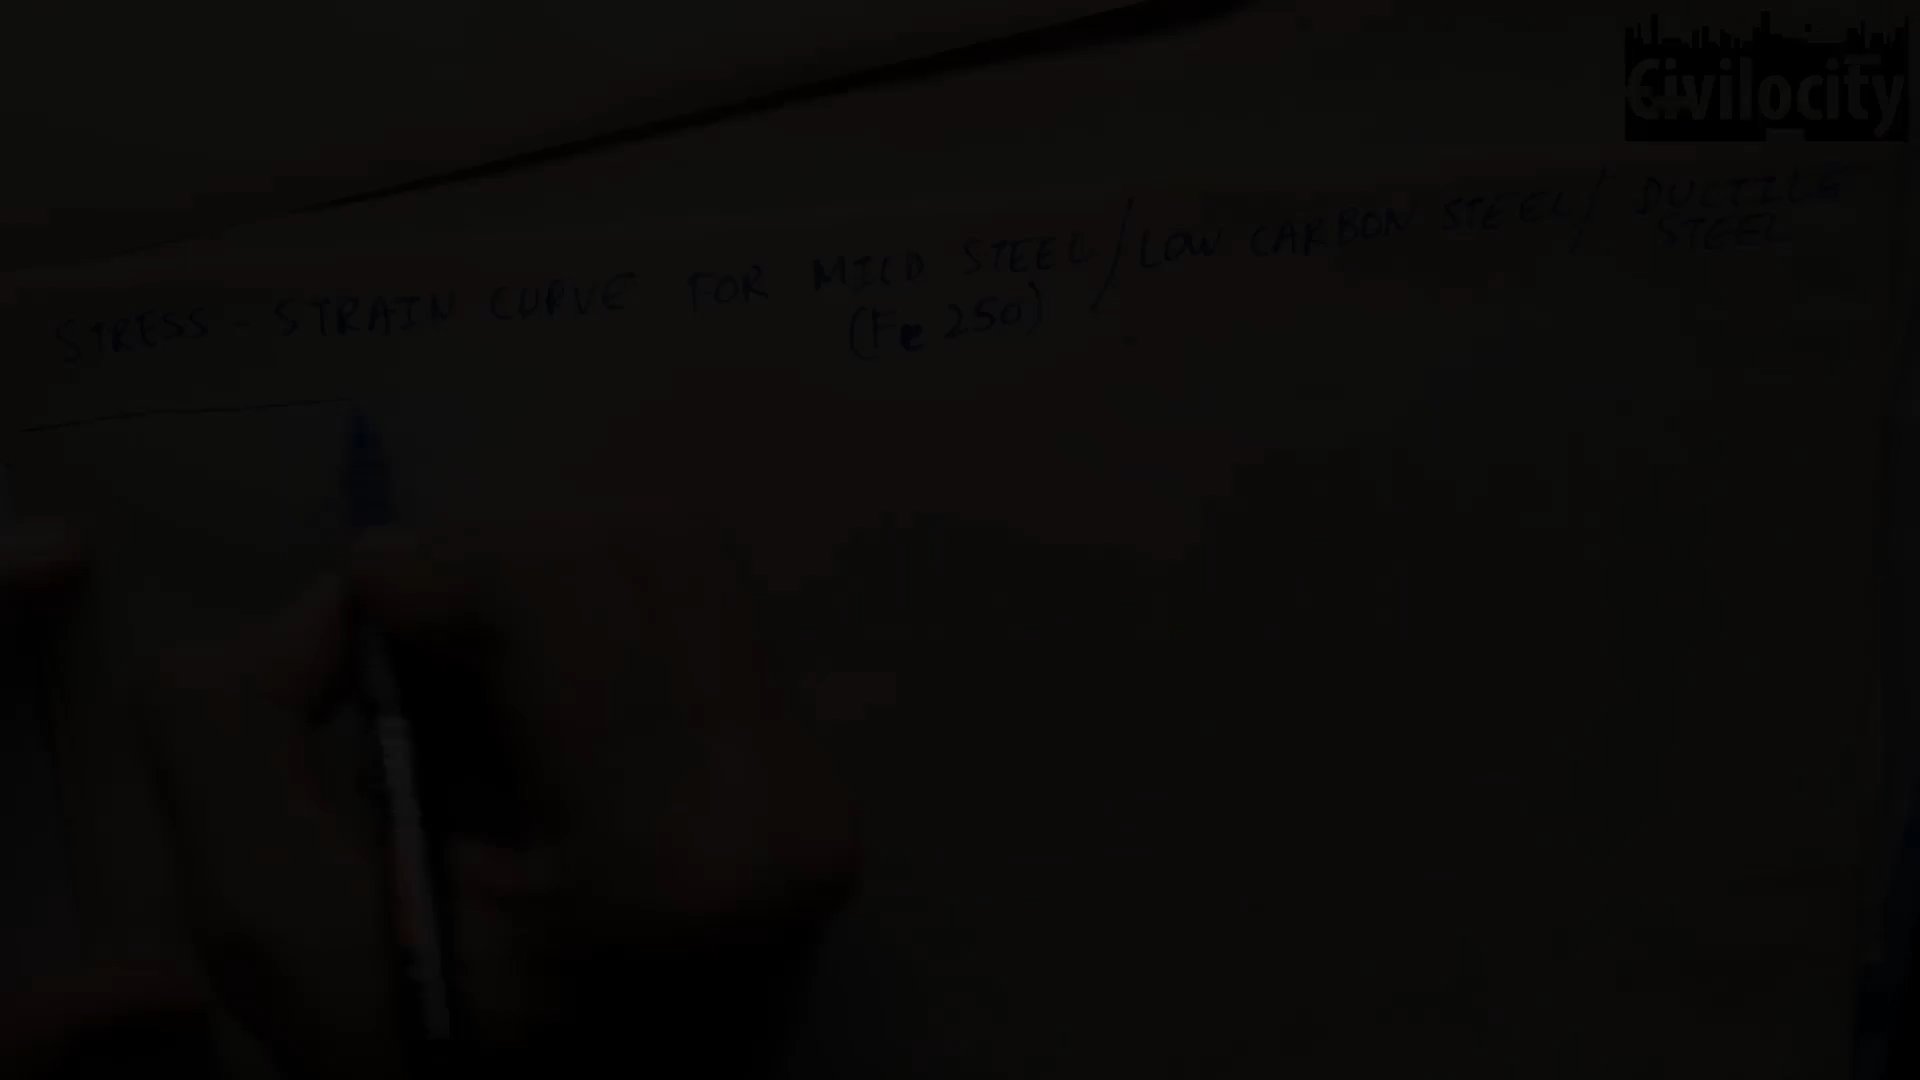 Civilocity
STRESS - STRAIN CURVE FOR MILD STEEL / LOW CARBON STEEL / DUCTILE STEEL
(Fe 250)